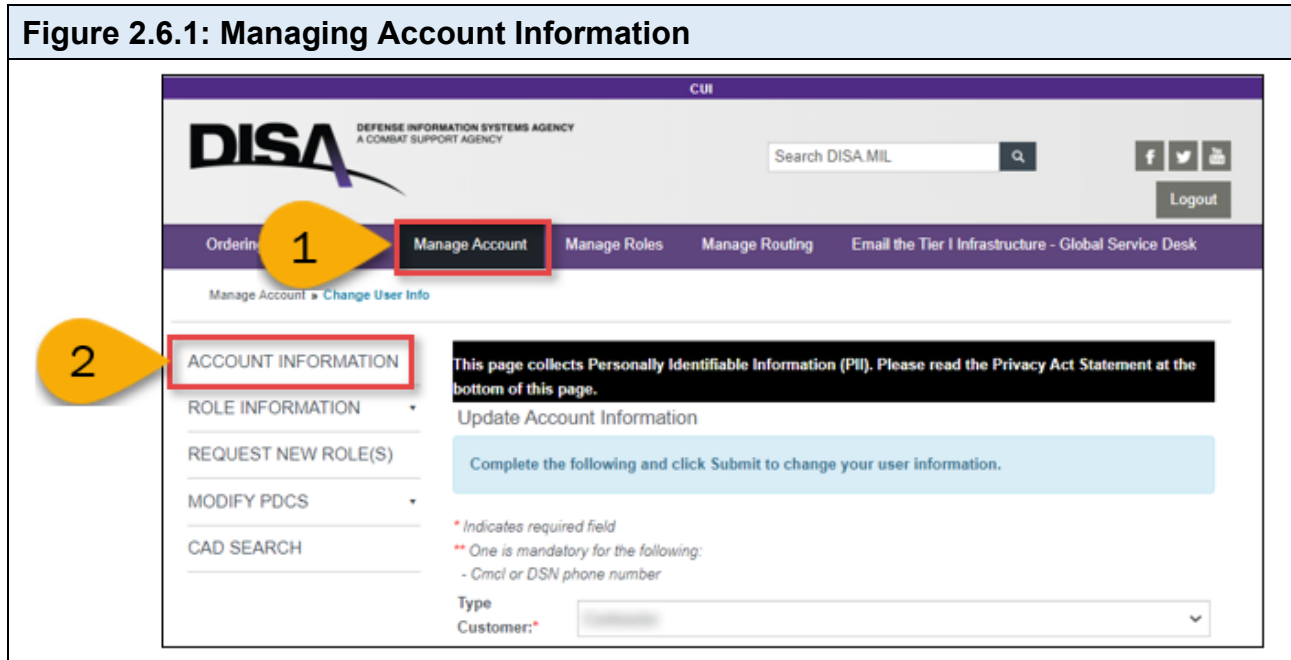 Figure 2.6.1: Managing Account Information
CUI
DISA
DEFENSE INFORMATION SYSTEMS AGENCY
A COMBAT SUPPORT AGENCY
Search DISA.MIL
Logout
1
Manage Account
Manage Roles
Manage Routing
Email the Tier I Infrastructure - Global Service Desk
Manage Account » Change User Info
2
ACCOUNT INFORMATION
ROLE INFORMATION
REQUEST NEW ROLE(S)
MODIFY PDCS
CAD SEARCH
This page collects Personally Identifiable Information (PII). Please read the Privacy Act Statement at the
bottom of this page.
Update Account Information
Complete the following and click Submit to change your user information.
* Indicates required field
** One is mandatory for the following:
- Cmcl or DSN phone number
Type
Customer:*